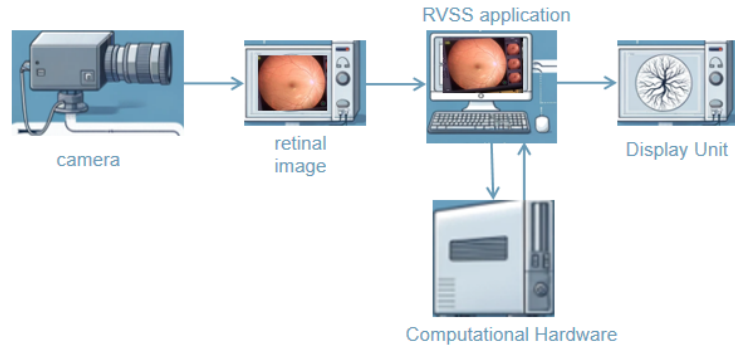 RVSS application
camera
retinal
image
Display Unit
Computational Hardware